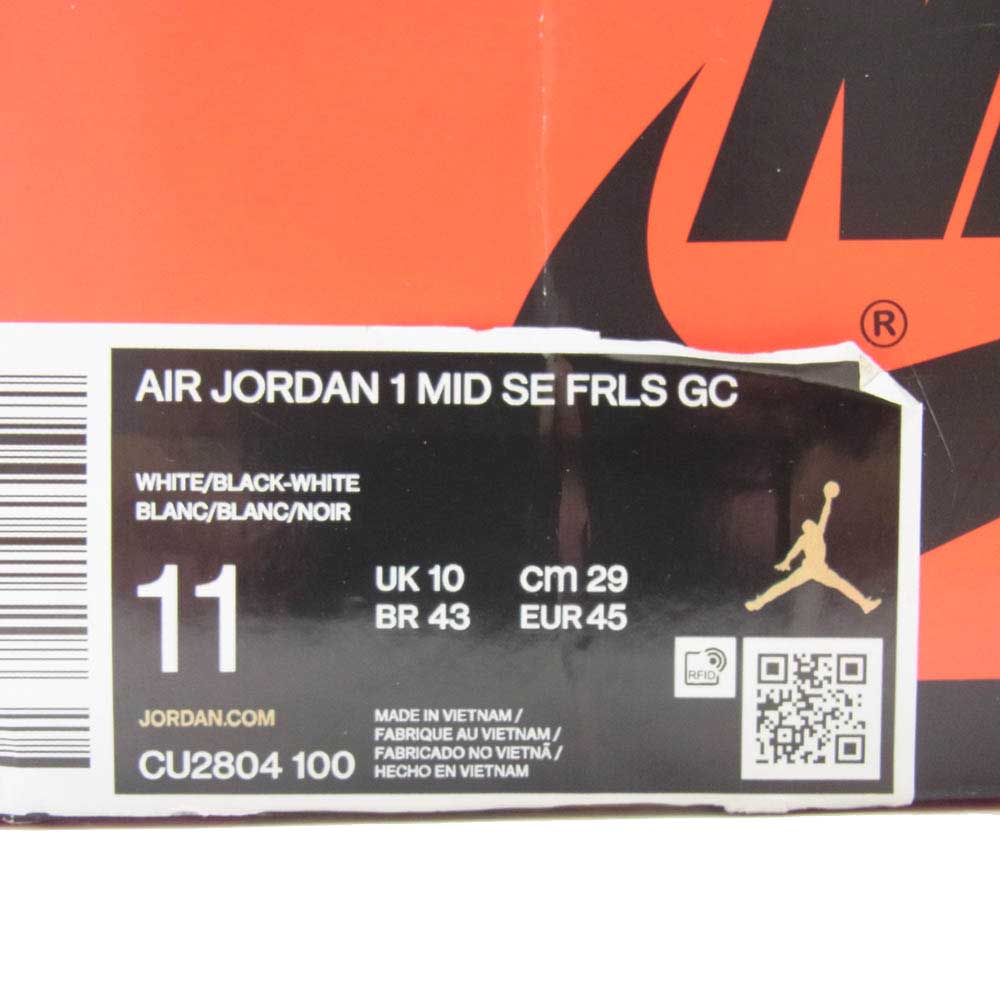 ®
AIR JORDAN 1 MID SE FRLS GC
WHITE/BLACK-WHITE
BLANC/BLANC/NOIR
11
UK 10 CM 29
BR 43 EUR 45
RFID
JORDAN.COM
CU2804 100
MADE IN VIETNAM /
FABRIQUE AU VIETNAM /
FABRICADO NO VIETNÃ /
HECHO EN VIETNAM